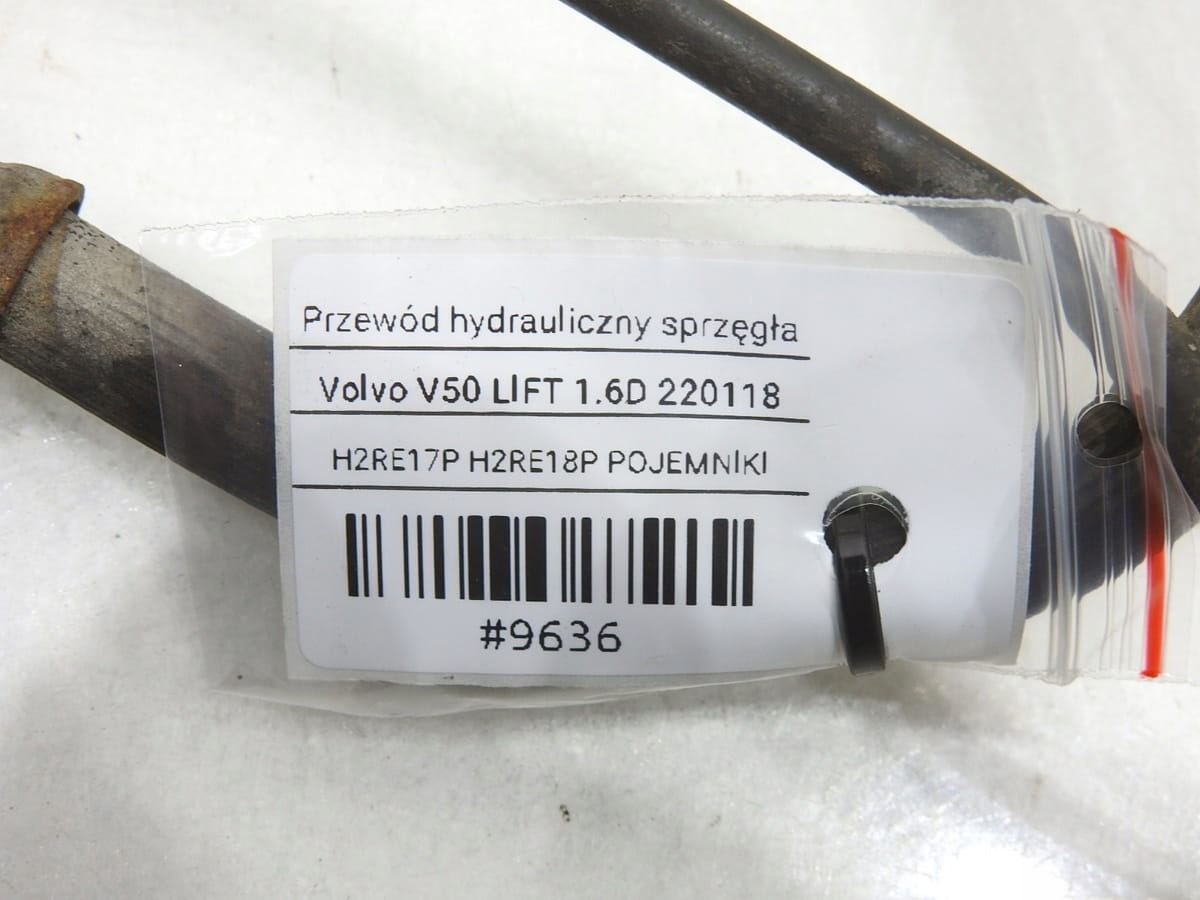 Przewód hydrauliczny sprzęgła
Volvo V50 LIFT 1.6D 220118
H2RE17P H2RE18P POJEMNIKI
#9636